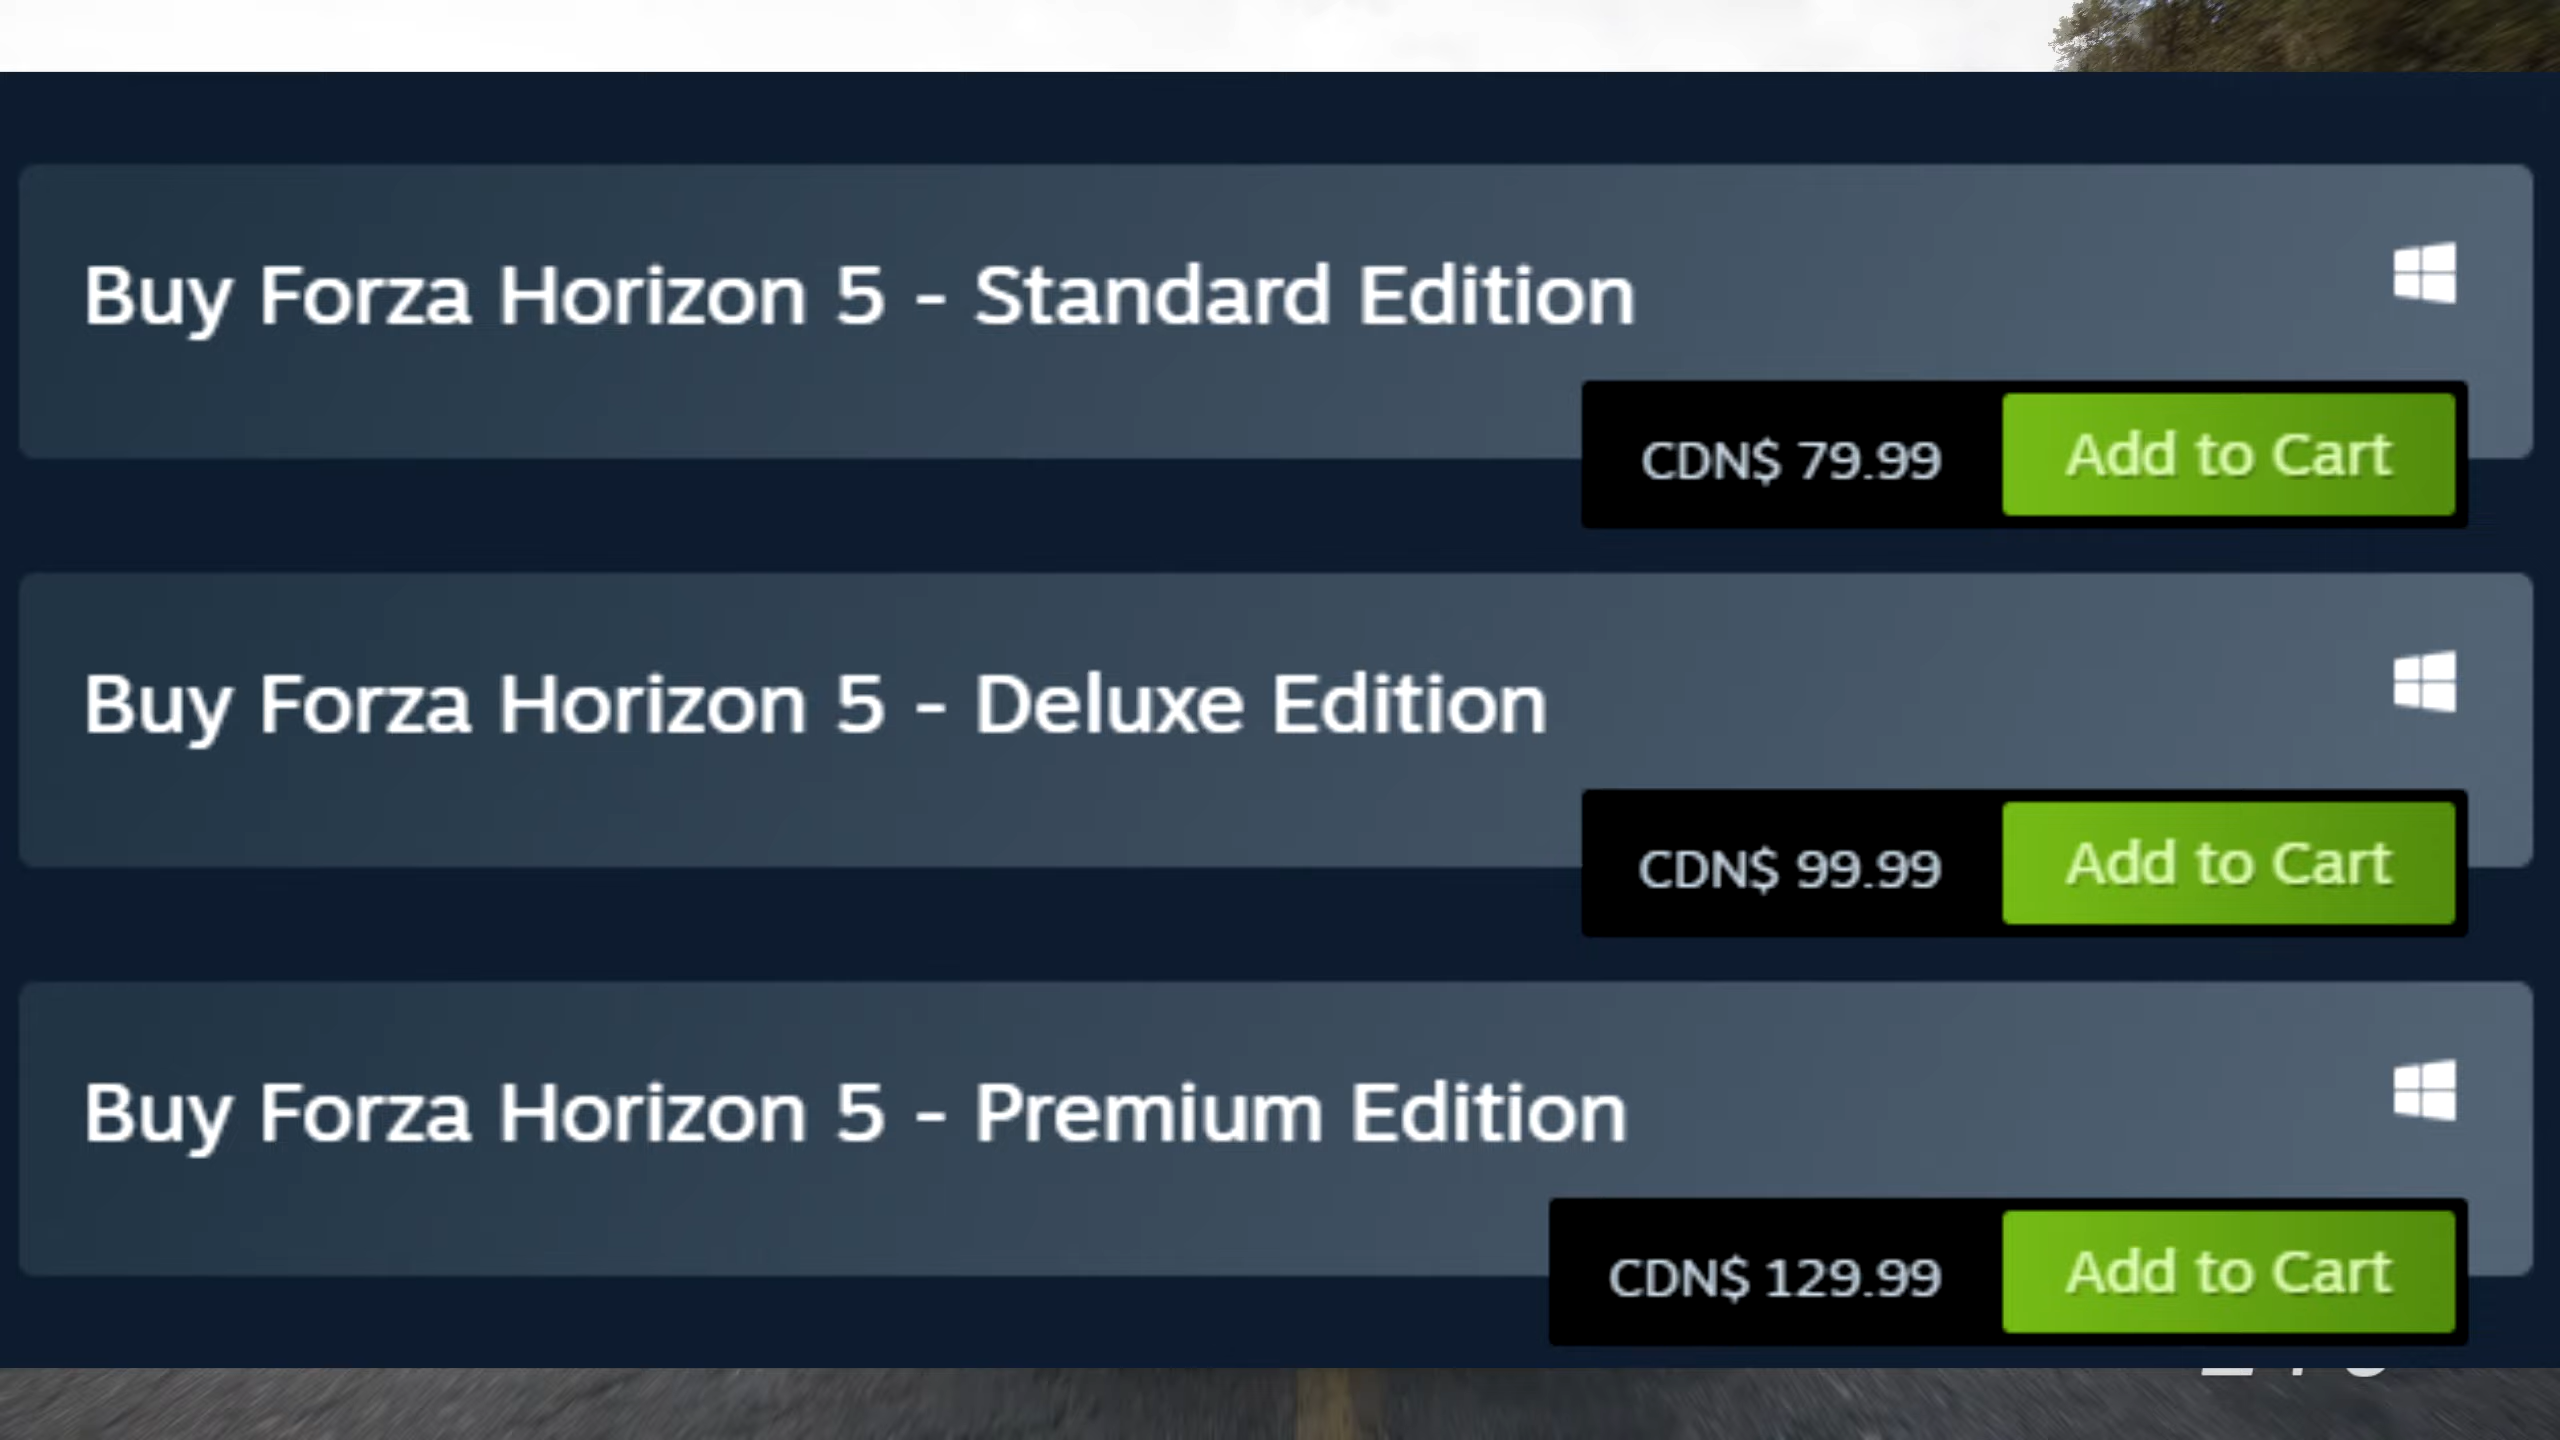 Buy Forza Horizon 5 - Standard Edition
CDN$ 79.99 Add to Cart
Buy Forza Horizon 5 - Deluxe Edition
CDN$ 99.99 Add to Cart
Buy Forza Horizon 5 - Premium Edition
CDN$ 129.99 Add to Cart